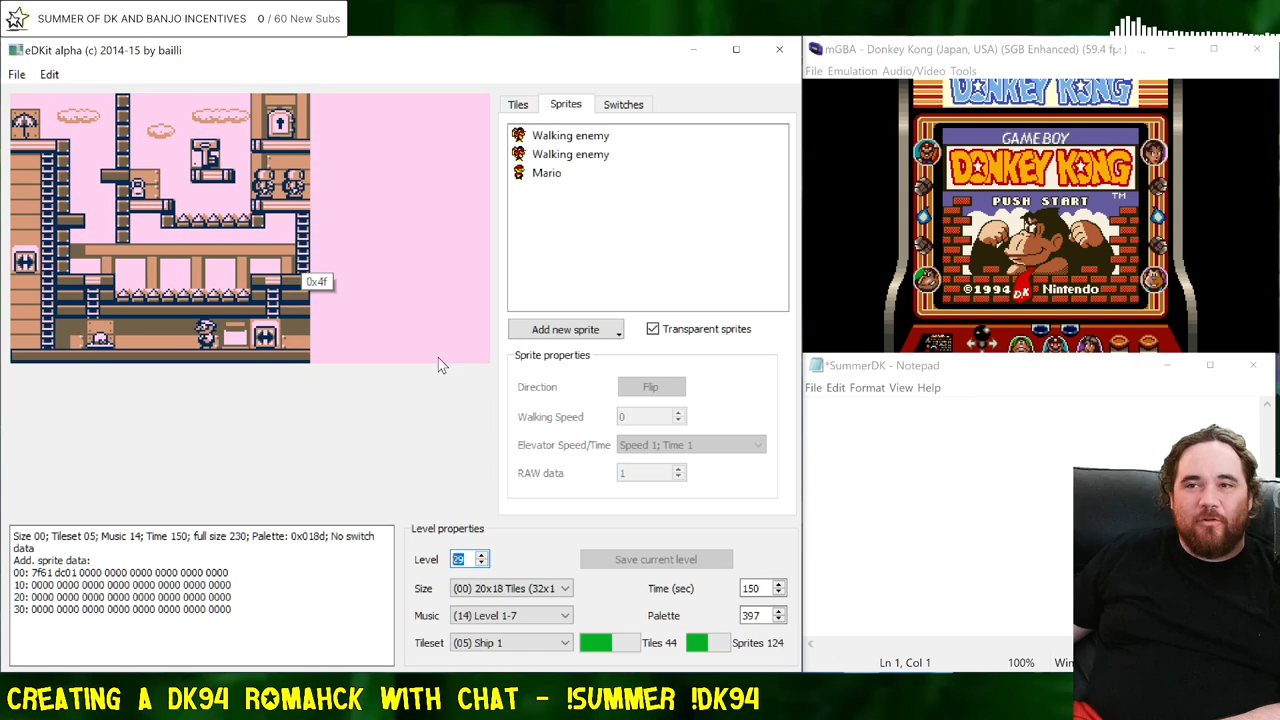 SUMMER OF DK AND BANJO INCENTIVES 0 / 60 New Subs
eDKit alpha (c) 2014-15 by bailli
File Edit
Tiles Sprites Switches
Walking enemy
Walking enemy
Mario
0x4f
Add new sprite Transparent sprites
Sprite properties
Direction Flip
Walking Speed 0
Elevator Speed/Time Speed 1; Time 1
RAW data 1
Size 00; Tileset 05; Music 14; Time 150; full size 230; Palette: 0x018d; No switch
data
Add. sprite data:
00: 7f61 dc01 0000 0000 0000 0000 0000 0000
10: 0000 0000 0000 0000 0000 0000 0000 0000
20: 0000 0000 0000 0000 0000 0000 0000 0000
30: 0000 0000 0000 0000 0000 0000 0000 0000
Level properties
Level 29 Save current level
Size (00) 20x18 Tiles (32x1 Time (sec) 150
Music (14) Level 1-7 Palette 397
Tileset (05) Ship 1 Tiles 44 Sprites 124
mGBA - Donkey Kong (Japan, USA) (SGB Enhanced) (59.4 fps) ...
File Emulation Audio/Video Tools
DONKEY KONG
GAME BOY
DONKEY KONG
TM
PUSH START
DK
©1994 Nintendo
*SummerDK - Notepad
File Edit Format View Help
Ln 1, Col 1 100% Win
CREATING A DK94 ROMAHCK WITH CHAT - !SUMMER !DK94